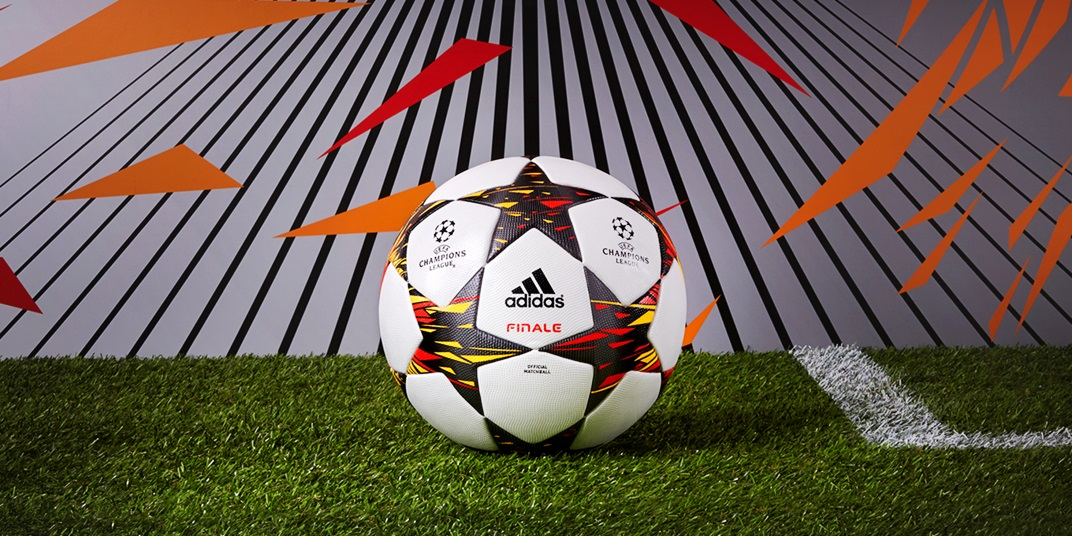 UEFA
CHAMPIONS
LEAGUE®
UEFA
CHAMPIONS
LEAGUE®
adidas
FINALE
OFFICIAL
MATCHBALL